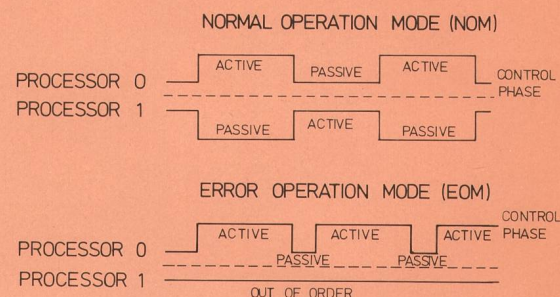 NORMAL OPERATION MODE (NOM)
ACTIVE PASSIVE ACTIVE
PROCESSOR 0
CONTROL
PHASE
PROCESSOR 1
PASSIVE ACTIVE PASSIVE
ERROR OPERATION MODE (EOM)
CONTROL
PHASE
ACTIVE ACTIVE ACTIVE
PROCESSOR 0
PASSIVE PASSIVE
PROCESSOR 1
OUT OF ORDER